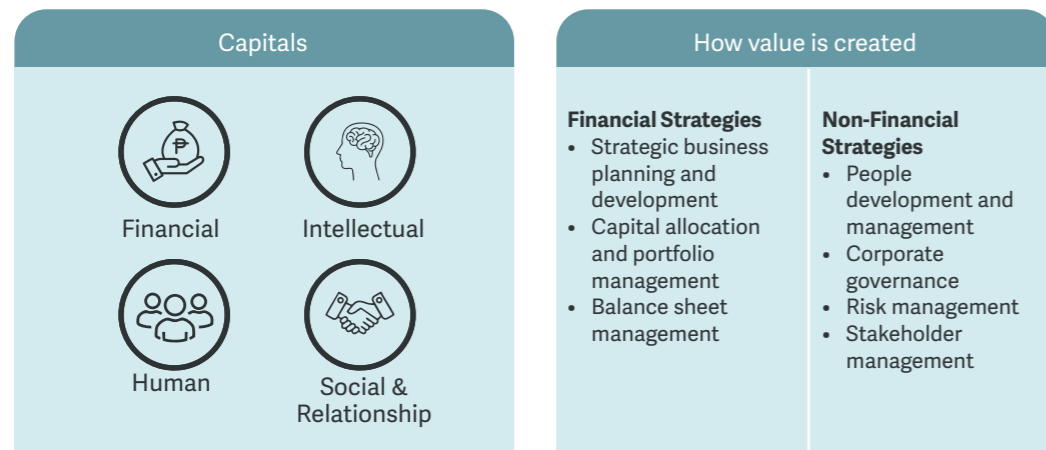 Capitals
₱
Financial
Intellectual
Human
Social &
Relationship
How value is created
Financial Strategies
• Strategic business
planning and
development
• Capital allocation
and portfolio
management
• Balance sheet
management
Non-Financial
Strategies
• People
development and
management
• Corporate
governance
• Risk management
• Stakeholder
management